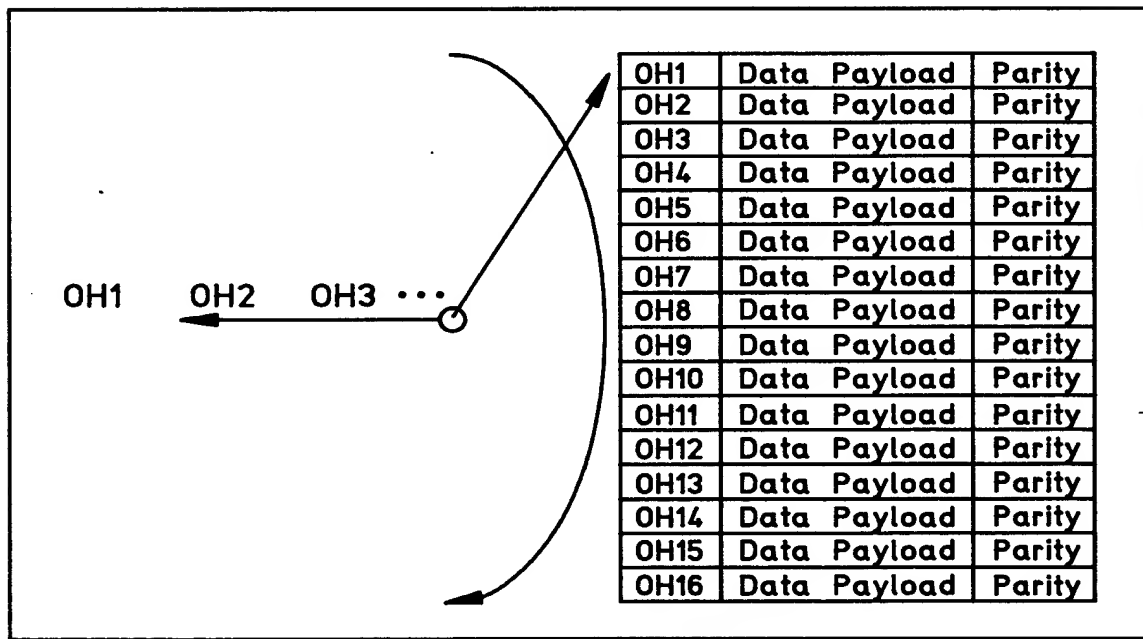 OH1 OH2 OH3 ...
OH1 Data Payload Parity
OH2 Data Payload Parity
OH3 Data Payload Parity
OH4 Data Payload Parity
OH5 Data Payload Parity
OH6 Data Payload Parity
OH7 Data Payload Parity
OH8 Data Payload Parity
OH9 Data Payload Parity
OH10 Data Payload Parity
OH11 Data Payload Parity
OH12 Data Payload Parity
OH13 Data Payload Parity
OH14 Data Payload Parity
OH15 Data Payload Parity
OH16 Data Payload Parity